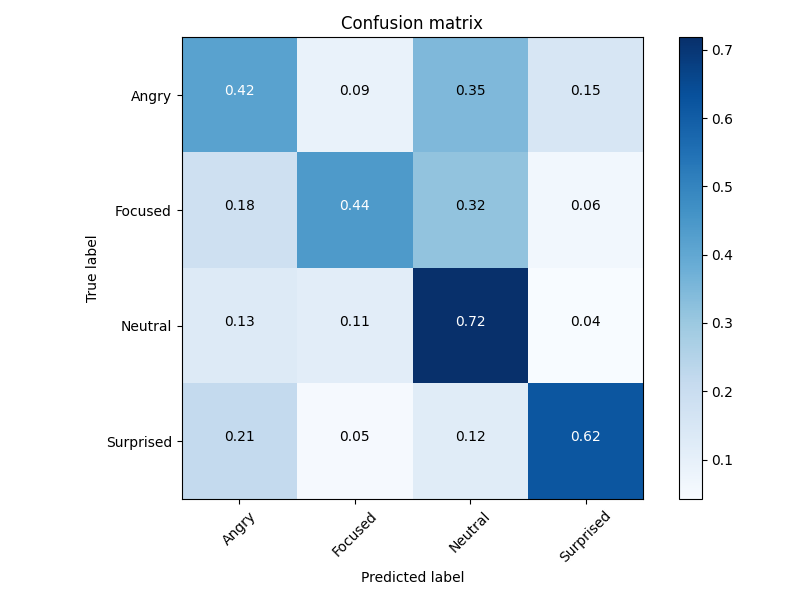 Confusion matrix
True label
Angry 0.42 0.09 0.35 0.15
Focused 0.18 0.44 0.32 0.06
Neutral 0.13 0.11 0.72 0.04
Surprised 0.21 0.05 0.12 0.62
Angry Focused Neutral Surprised
Predicted label
0.7
0.6
0.5
0.4
0.3
0.2
0.1